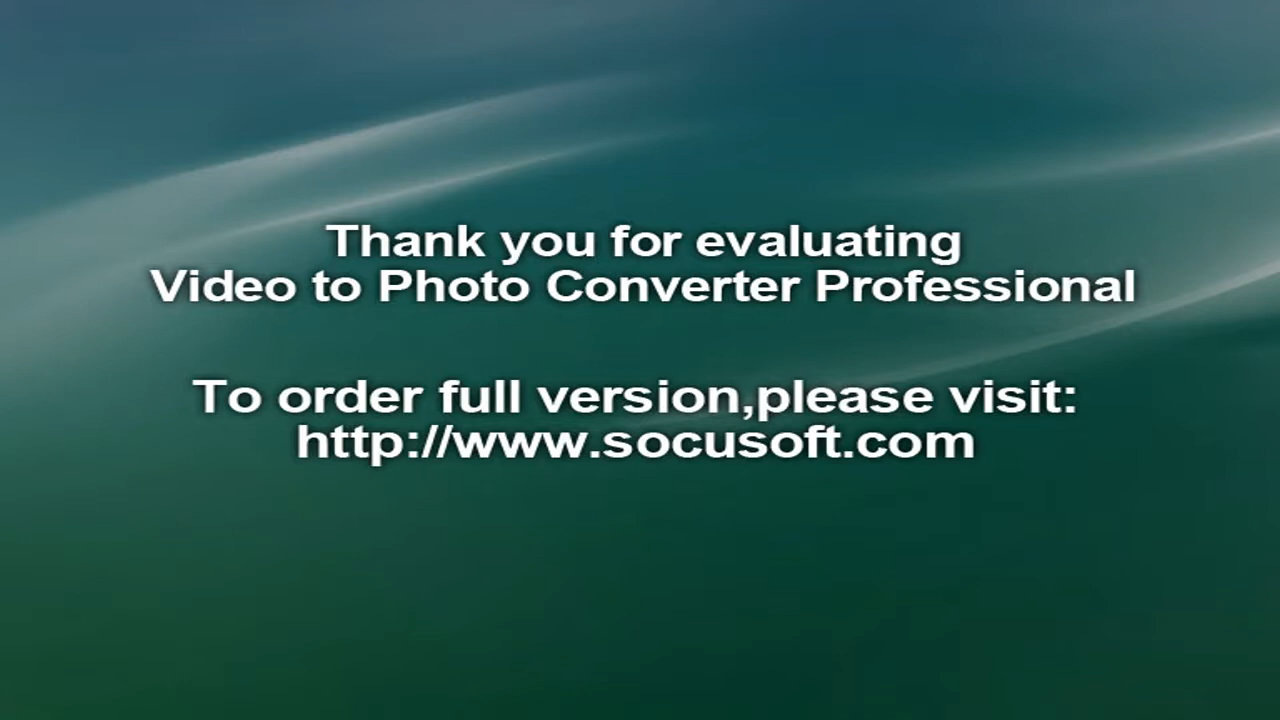 Thank you for evaluating
Video to Photo Converter Professional
To order full version,please visit:
http://www.socusoft.com